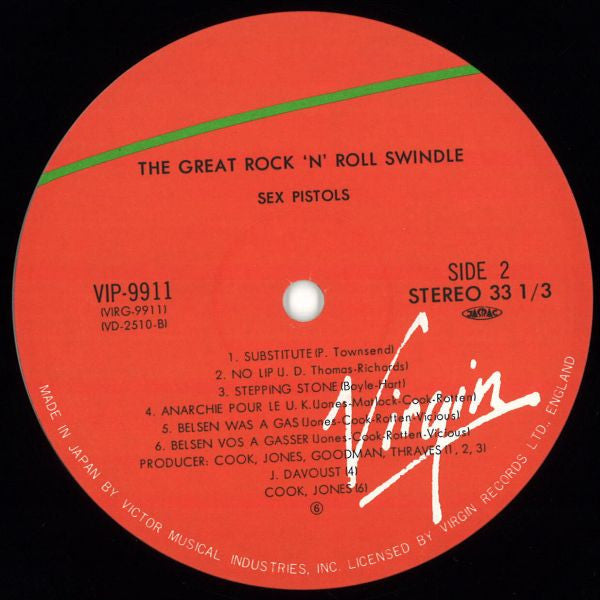 THE GREAT ROCK 'N' ROLL SWINDLE
SEX PISTOLS
VIP-9911
(VIRG-9911)
(VD-2510-B)
SIDE 2
STEREO 33 1/3
JASRAC
1. SUBSTITUTE(P. Townsend)
2. NO LIP U. D. Thomas-Richards)
3. STEPPING STONE(Boyle-Hart)
4. ANARCHIE POUR LE U. K.(Jones-Matlock-Cook-Rotten)
5. BELSEN WAS A GAS(Jones-Cook-Rotten-Vicious)
6. BELSEN VOS A GASSER(Jones-Cook-Rotten-Vicious)
PRODUCER: COOK, JONES, GOODMAN, THRAVES(1, 2, 3)
J. DAVOUST(4)
COOK, JONES(6)
6
Virgin
MADE IN JAPAN BY VICTOR MUSICAL INDUSTRIES, INC. LICENSED BY VIRGIN RECORDS LTD., ENGLAND